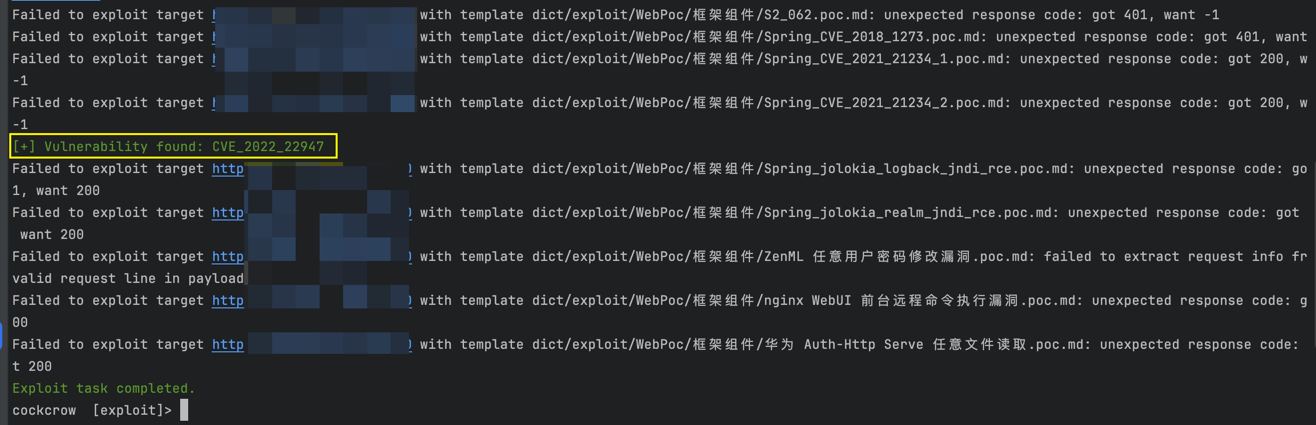 Failed to exploit target h with template dict/exploit/WebPoc/框架组件/S2_062.poc.md: unexpected response code: got 401, want -1
Failed to exploit target with template dict/exploit/WebPoc/框架组件/Spring_CVE_2018_1273.poc.md: unexpected response code: got 401, want
Failed to exploit target with template dict/exploit/WebPoc/框架组件/Spring_CVE_2021_21234_1.poc.md: unexpected response code: got 200, w
-1
Failed to exploit target with template dict/exploit/WebPoc/框架组件/Spring_CVE_2021_21234_2.poc.md: unexpected response code: got 200, w
-1
[+] Vulnerability found: CVE_2022_22947
Failed to exploit target http 0 with template dict/exploit/WebPoc/框架组件/Spring_jolokia_logback_jndi_rce.poc.md: unexpected response code: go
1, want 200
Failed to exploit target http 0 with template dict/exploit/WebPoc/框架组件/Spring_jolokia_realm_jndi_rce.poc.md: unexpected response code: got
want 200
Failed to exploit target http 0 with template dict/exploit/WebPoc/框架组件/ZenML 任意用户密码修改漏洞.poc.md: failed to extract request info fr
valid request line in payload
Failed to exploit target http 0 with template dict/exploit/WebPoc/框架组件/nginx WebUI 前台远程命令执行漏洞.poc.md: unexpected response code: g
00
Failed to exploit target http 0 with template dict/exploit/WebPoc/框架组件/华为 Auth-Http Serve 任意文件读取.poc.md: unexpected response code:
t 200
Exploit task completed.
cockcrow [exploit]>